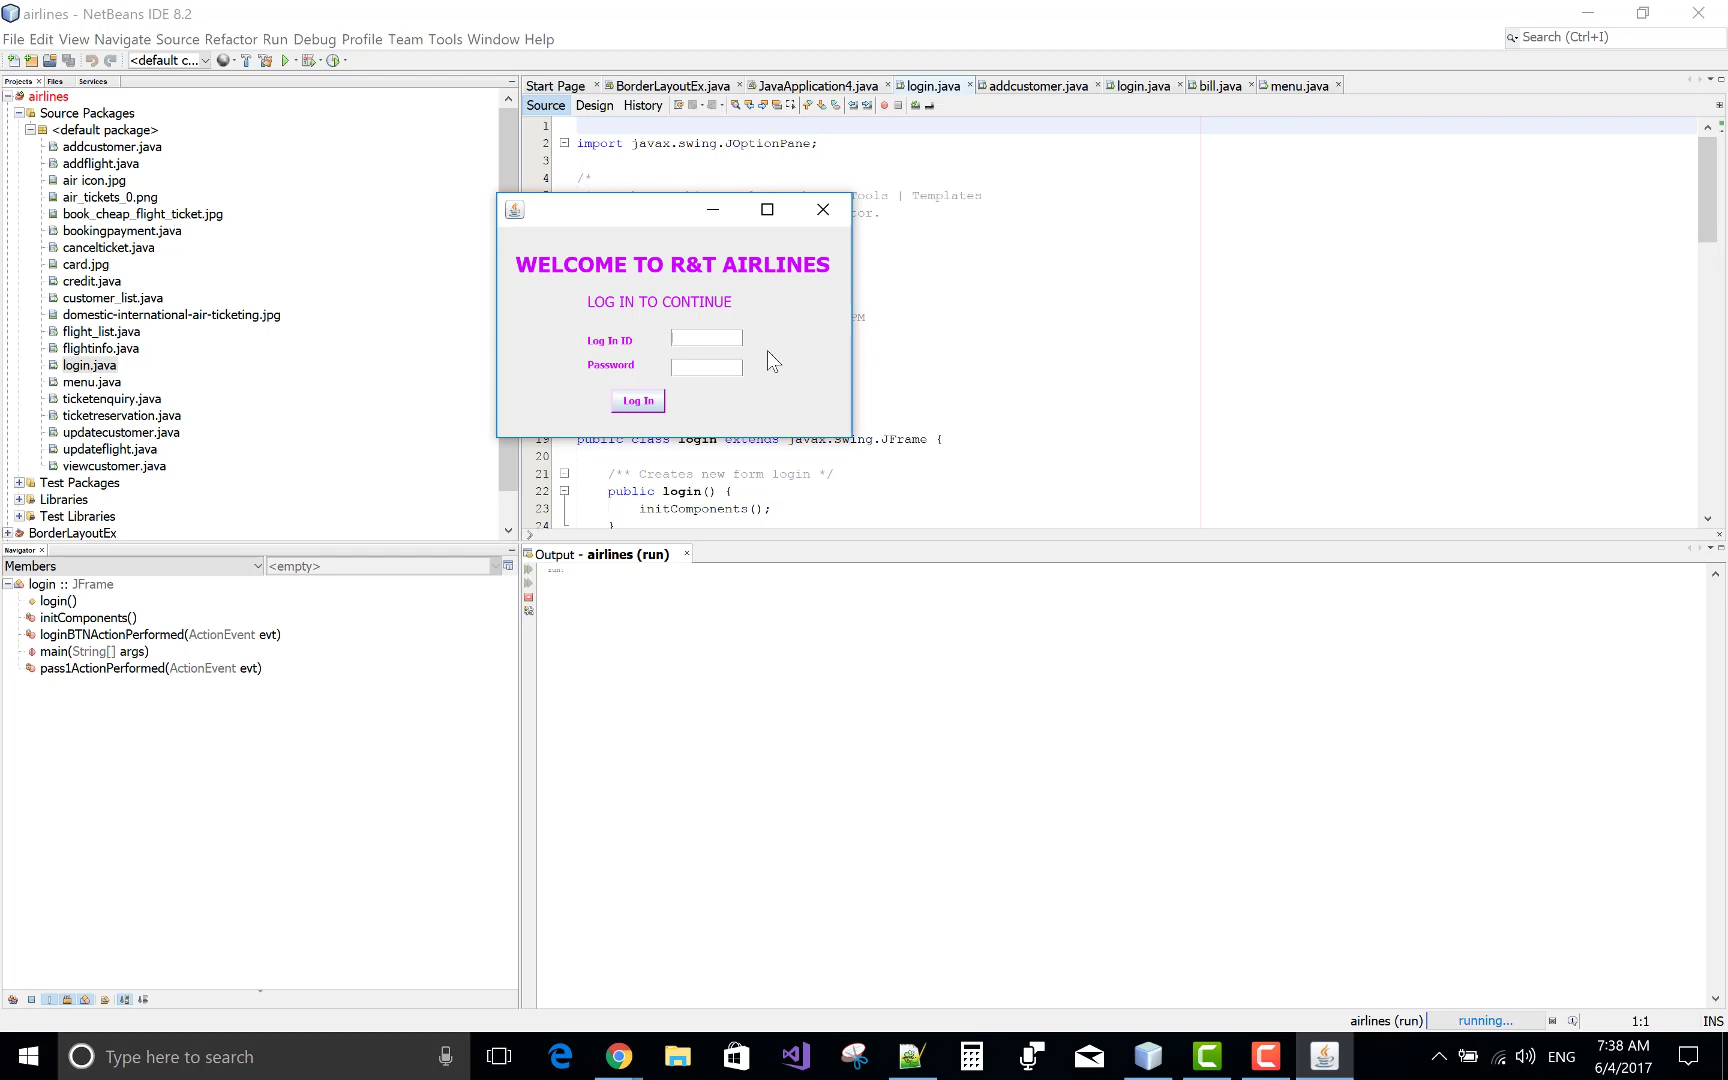 airlines - NetBeans IDE 8.2
File Edit View Navigate Source Refactor Run Debug Profile Team Tools Window Help
Search (Ctrl+I)
<default c...
Projects Files Services
airlines
Source Packages
<default package>
addcustomer.java
addflight.java
air icon.jpg
air_tickets_0.png
book_cheap_flight_ticket.jpg
bookingpayment.java
cancelticket.java
card.jpg
credit.java
customer_list.java
domestic-international-air-ticketing.jpg
flight_list.java
flightinfo.java
login.java
menu.java
ticketenquiry.java
ticketreservation.java
updatecustomer.java
updateflight.java
viewcustomer.java
Test Packages
Libraries
Test Libraries
BorderLayoutEx
Navigator
Members
<empty>
login :: JFrame
login()
initComponents()
loginBTNActionPerformed(ActionEvent evt)
main(String[] args)
pass1ActionPerformed(ActionEvent evt)
Start Page BorderLayoutEx.java JavaApplication4.java login.java addcustomer.java login.java bill.java menu.java
Source Design History
1
2 import javax.swing.JOptionPane;
3
4 /*
ools | Templates
or.
PM
19 public class login extends javax.swing.JFrame {
20
21 /** Creates new form login */
22 public login() {
23 initComponents();
24 }
WELCOME TO R&T AIRLINES
LOG IN TO CONTINUE
Log In ID
Password
Log In
Output - airlines (run)
run:
airlines (run) running... 1:1 INS
Type here to search
ENG
7:38 AM
6/4/2017